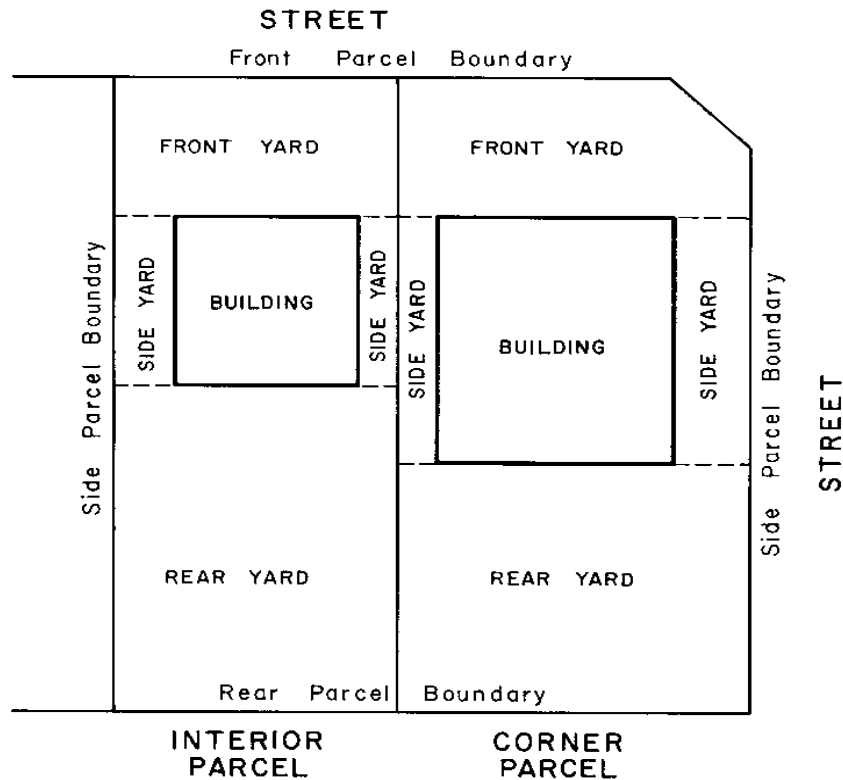 STREET
Front Parcel Boundary
FRONT YARD
FRONT YARD
Side Parcel Boundary
SIDE YARD
BUILDING
SIDE YARD
SIDE YARD
BUILDING
SIDE YARD
Side Parcel Boundary
STREET
REAR YARD
REAR YARD
Rear Parcel Boundary
INTERIOR
PARCEL
CORNER
PARCEL